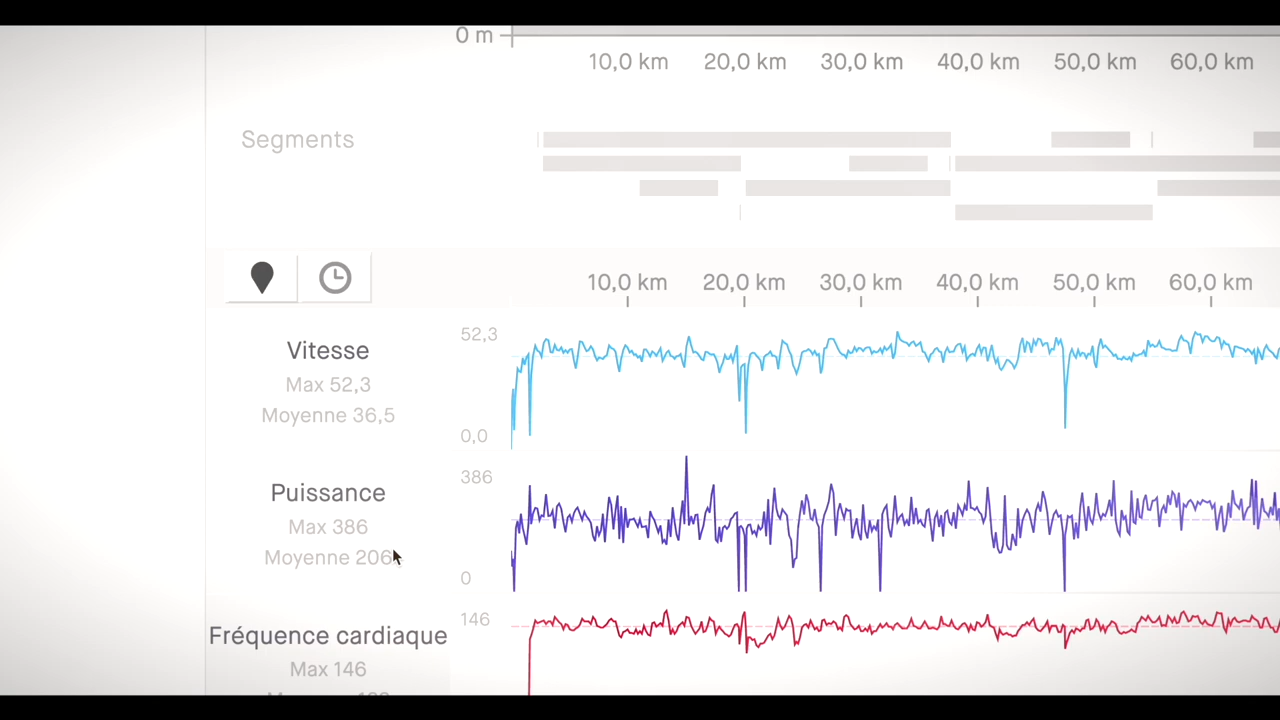 0 m
10,0 km 20,0 km 30,0 km 40,0 km 50,0 km 60,0 km
Segments
10,0 km 20,0 km 30,0 km 40,0 km 50,0 km 60,0 km
52,3
Vitesse
Max 52,3
Moyenne 36,5
0,0
386
Puissance
Max 386
Moyenne 206
0
146
Fréquence cardiaque
Max 146